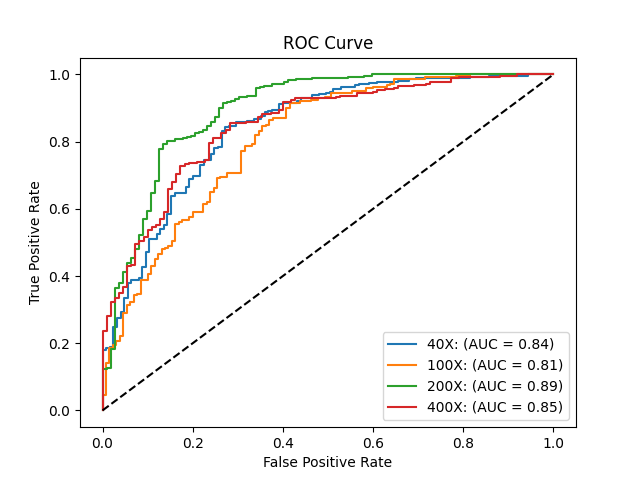 ROC Curve
True Positive Rate
1.0
0.8
0.6
0.4
0.2
0.0
0.0 0.2 0.4 0.6 0.8 1.0
False Positive Rate
40X: (AUC = 0.84)
100X: (AUC = 0.81)
200X: (AUC = 0.89)
400X: (AUC = 0.85)